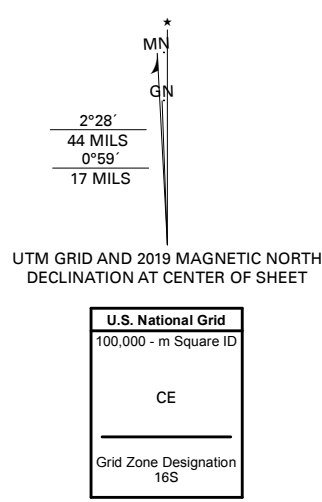 ★
MN
GN
2°28´
44 MILS
0°59´
17 MILS
UTM GRID AND 2019 MAGNETIC NORTH
DECLINATION AT CENTER OF SHEET
U.S. National Grid
100,000 - m Square ID
CE
Grid Zone Designation
16S